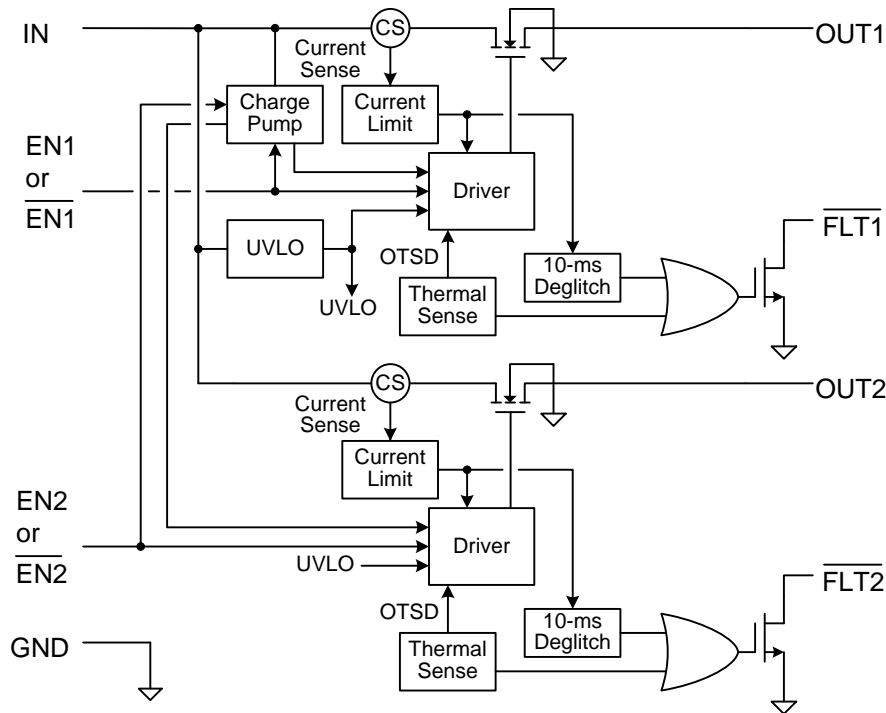 IN
CS
OUT1
Current
Sense
Charge
Pump
Current
Limit
EN1
or
EN1
Driver
FLT1
UVLO
OTSD
10-ms
Deglitch
UVLO
Thermal
Sense
CS
OUT2
Current
Sense
Current
Limit
EN2
or
EN2
Driver
UVLO
FLT2
OTSD
10-ms
Deglitch
GND
Thermal
Sense